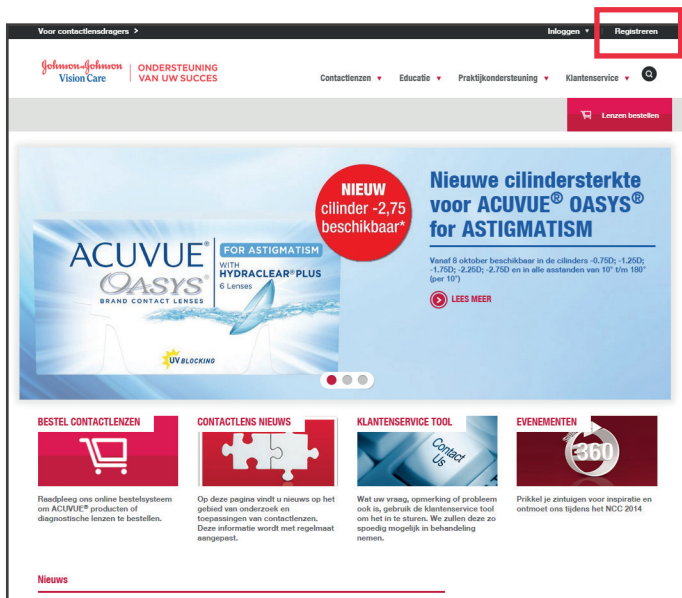 Voor contactlensdragers >
Inloggen ▼ Registreren
Johnson & Johnson
Vision Care
ONDERSTEUNING
VAN UW SUCCES
Contactlenzen ▼ Educatie ▼ Praktijkondersteuning ▼ Klantenservice ▼
Lenzen bestellen
NIEUW
cilinder -2,75
beschikbaar*
Nieuwe cilindersterkte
voor ACUVUE® OASYS®
for ASTIGMATISM
Vanaf 6 oktober beschikbaar in de cilinders -0.75D; -1.25D;
-1.75D; -2.25D; -2.75D en in alle asstanden van 10° t/m 180°
(per 10°)
LEES MEER
ACUVUE®
OASYS®
BRAND CONTACT LENSES
FOR ASTIGMATISM
WITH
HYDRACLEAR® PLUS
6 Lenses
UV BLOCKING
BESTEL CONTACTLENZEN
Raadpleeg ons online bestelsysteem
om ACUVUE® producten of
diagnostische lenzen te bestellen.
CONTACTLENS NIEUWS
Op deze pagina vindt u nieuws op het
gebied van onderzoek en
toepassingen van contactlenzen.
Deze informatie wordt met regelmaat
aangepast.
KLANTENSERVICE TOOL
Contact
Us
Wat uw vraag, opmerking of probleem
ook is, gebruik de klantenservice tool
om het in te sturen. We zullen deze zo
spoedig mogelijk in behandeling
nemen.
EVENEMENTEN
360
Prikkel je zintuigen voor inspiratie en
ontmoet ons tijdens het NCC 2014
Nieuws